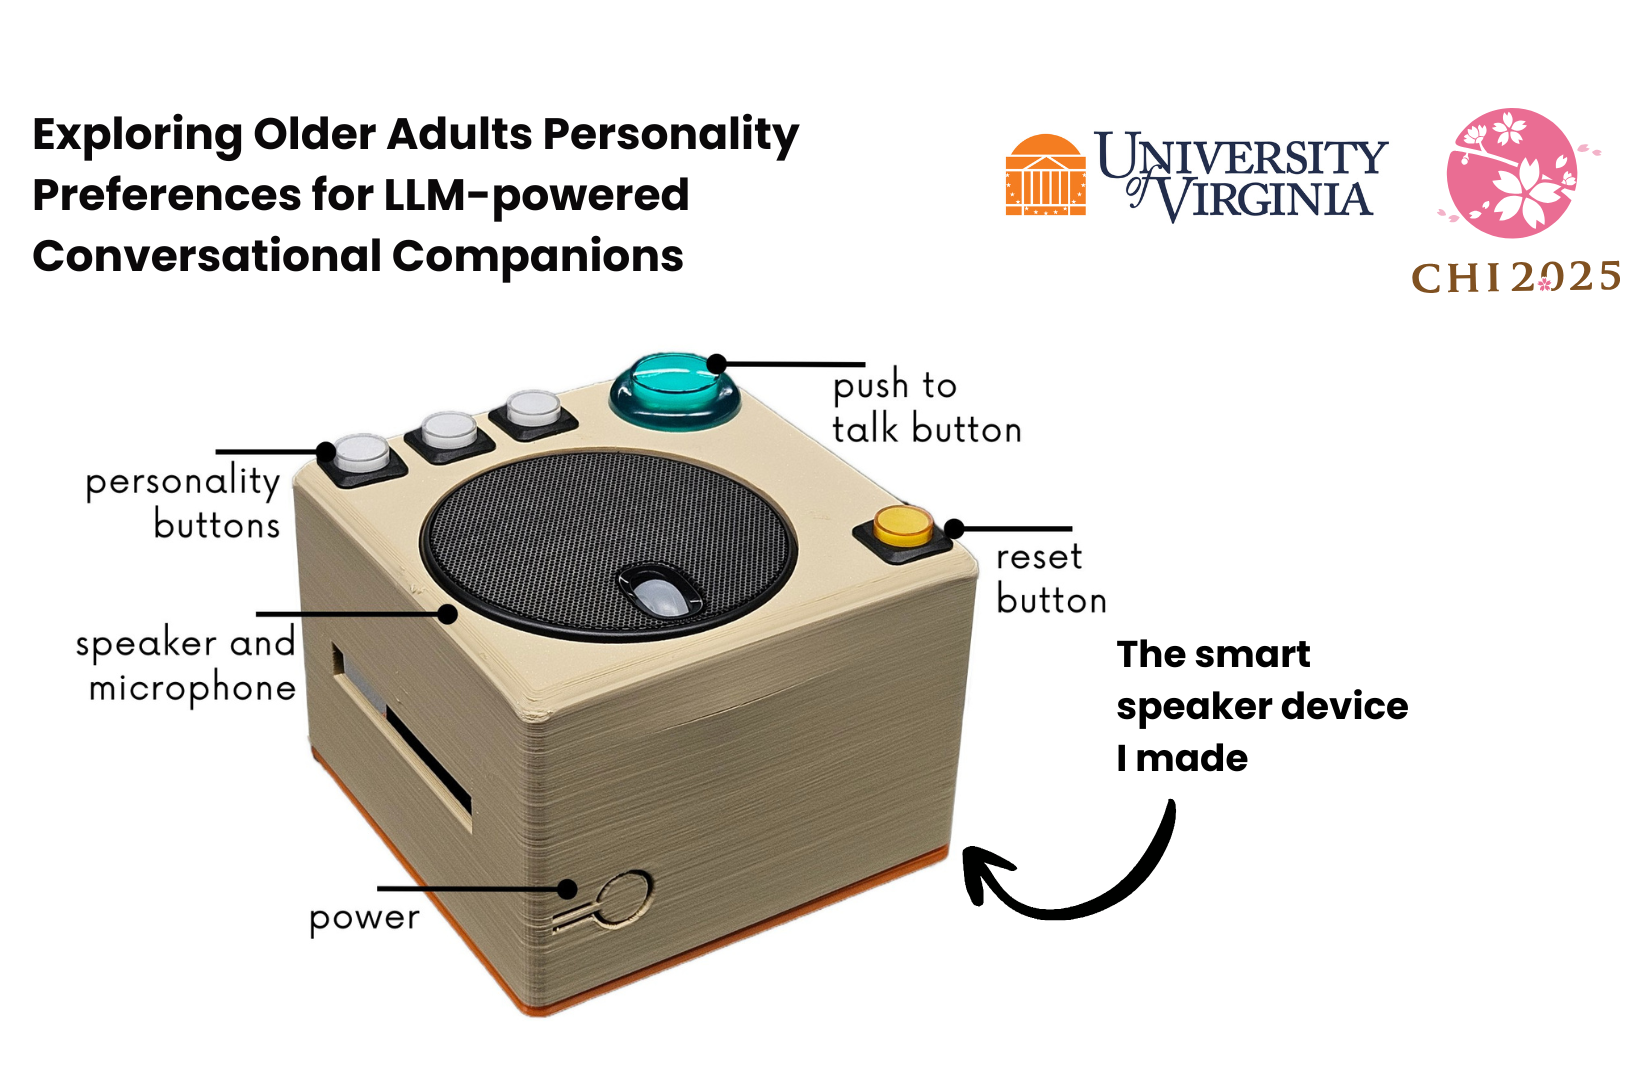 Exploring Older Adults Personality
Preferences for LLM-powered
Conversational Companions
UNIVERSITY
of VIRGINIA
CHI 2025
push to
talk button
personality
buttons
reset
button
speaker and
microphone
The smart
speaker device
I made
power